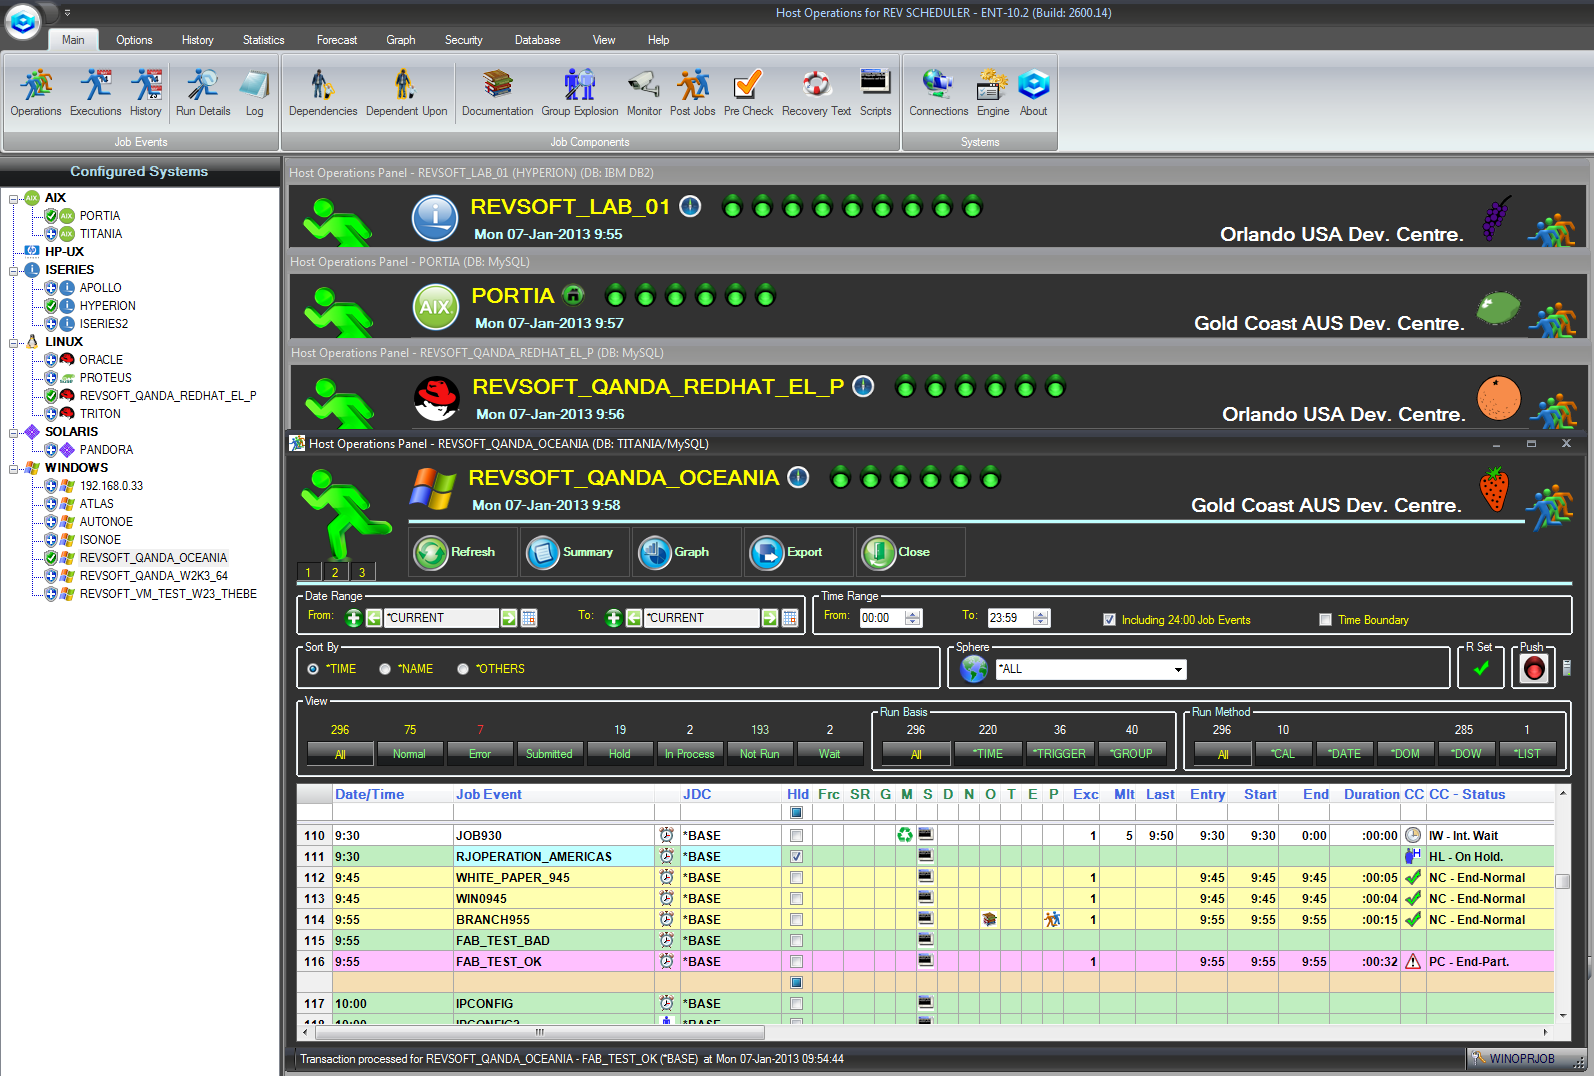 Host Operations for REV SCHEDULER - ENT-10.2 (Build: 2600.14)
Main Options History Statistics Forecast Graph Security Database View Help
Operations Executions History Run Details Log Dependencies Dependent Upon Documentation Group Explosion Monitor Post Jobs Pre Check Recovery Text Scripts Connections Engine About
Job Events Job Components Systems
Configured Systems
AIX
PORTIA
TITANIA
HP-UX
ISERIES
APOLLO
HYPERION
ISERIES2
LINUX
ORACLE
PROTEUS
REVSOFT_QANDA_REDHAT_EL_P
TRITON
SOLARIS
PANDORA
WINDOWS
192.168.0.33
ATLAS
AUTONOE
ISONOE
REVSOFT_QANDA_OCEANIA
REVSOFT_QANDA_W2K3_64
REVSOFT_VM_TEST_W23_THEBE
Host Operations Panel - REVSOFT_LAB_01 (HYPERION) (DB: IBM DB2)
REVSOFT_LAB_01
Mon 07-Jan-2013 9:55
Orlando USA Dev. Centre.
Host Operations Panel - PORTIA (DB: MySQL)
AIX PORTIA
Mon 07-Jan-2013 9:57
Gold Coast AUS Dev. Centre.
Host Operations Panel - REVSOFT_QANDA_REDHAT_EL_P (DB: MySQL)
REVSOFT_QANDA_REDHAT_EL_P
Mon 07-Jan-2013 9:56
Orlando USA Dev. Centre.
Host Operations Panel - REVSOFT_QANDA_OCEANIA (DB: TITANIA/MySQL)
REVSOFT_QANDA_OCEANIA
Mon 07-Jan-2013 9:58
Gold Coast AUS Dev. Centre.
Refresh Summary Graph Export Close
1 2 3
Date Range Time Range
From: *CURRENT To: *CURRENT From: 00:00 To: 23:59 Including 24:00 Job Events Time Boundary
Sort By Sphere R Set Push
*TIME *NAME *OTHERS *ALL
View Run Basis Run Method
296 75 7 19 2 193 2 296 220 36 40 296 10 285 1
All Normal Error Submitted Hold In Process Not Run Wait All *TIME *TRIGGER *GROUP All *CAL *DATE *DOM *DOW *LIST
Date/Time Job Event JDC Hld Frc SR G M S D N O T E P Exc Mlt Last Entry Start End Duration CC CC - Status
110 9:30 JOB930 *BASE 1 5 9:50 9:30 9:30 0:00 :00:00 IW - Int. Wait
111 9:30 RJOPERATION_AMERICAS *BASE H HL - On Hold.
112 9:45 WHITE_PAPER_945 *BASE 1 9:45 9:45 9:45 :00:05 NC - End-Normal
113 9:45 WIN0945 *BASE 1 9:45 9:45 9:45 :00:04 NC - End-Normal
114 9:55 BRANCH955 *BASE 1 9:55 9:55 9:55 :00:15 NC - End-Normal
115 9:55 FAB_TEST_BAD *BASE
116 9:55 FAB_TEST_OK *BASE 1 9:55 9:55 9:55 :00:32 PC - End-Part.
117 10:00 IPCONFIG *BASE
118 10:00 IPCONFIG2 *BASE
Transaction processed for REVSOFT_QANDA_OCEANIA - FAB_TEST_OK (*BASE) at Mon 07-Jan-2013 09:54:44 WINOPRJOB